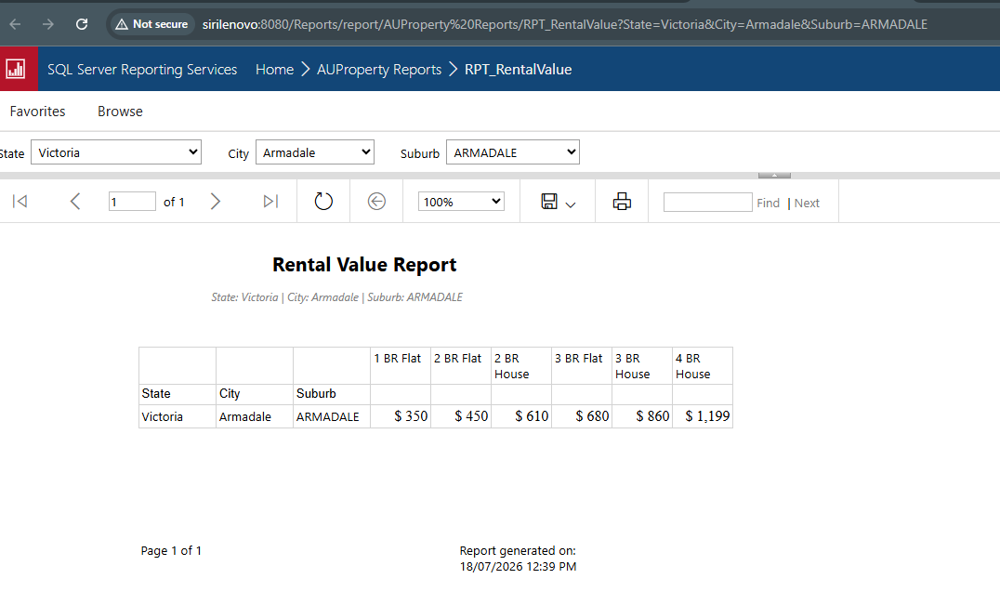 Not secure sirilenovo:8080/Reports/report/AUProperty%20Reports/RPT_RentalValue?State=Victoria&City=Armadale&Suburb=ARMADALE
SQL Server Reporting Services Home AUProperty Reports RPT_RentalValue
Favorites Browse
State Victoria City Armadale Suburb ARMADALE
1 of 1 100% Find | Next
Rental Value Report
State: Victoria | City: Armadale | Suburb: ARMADALE
1 BR Flat 2 BR Flat 2 BR House 3 BR Flat 3 BR House 4 BR House
State City Suburb
Victoria Armadale ARMADALE $ 350 $ 450 $ 610 $ 680 $ 860 $ 1,199
Page 1 of 1 Report generated on:
18/07/2026 12:39 PM